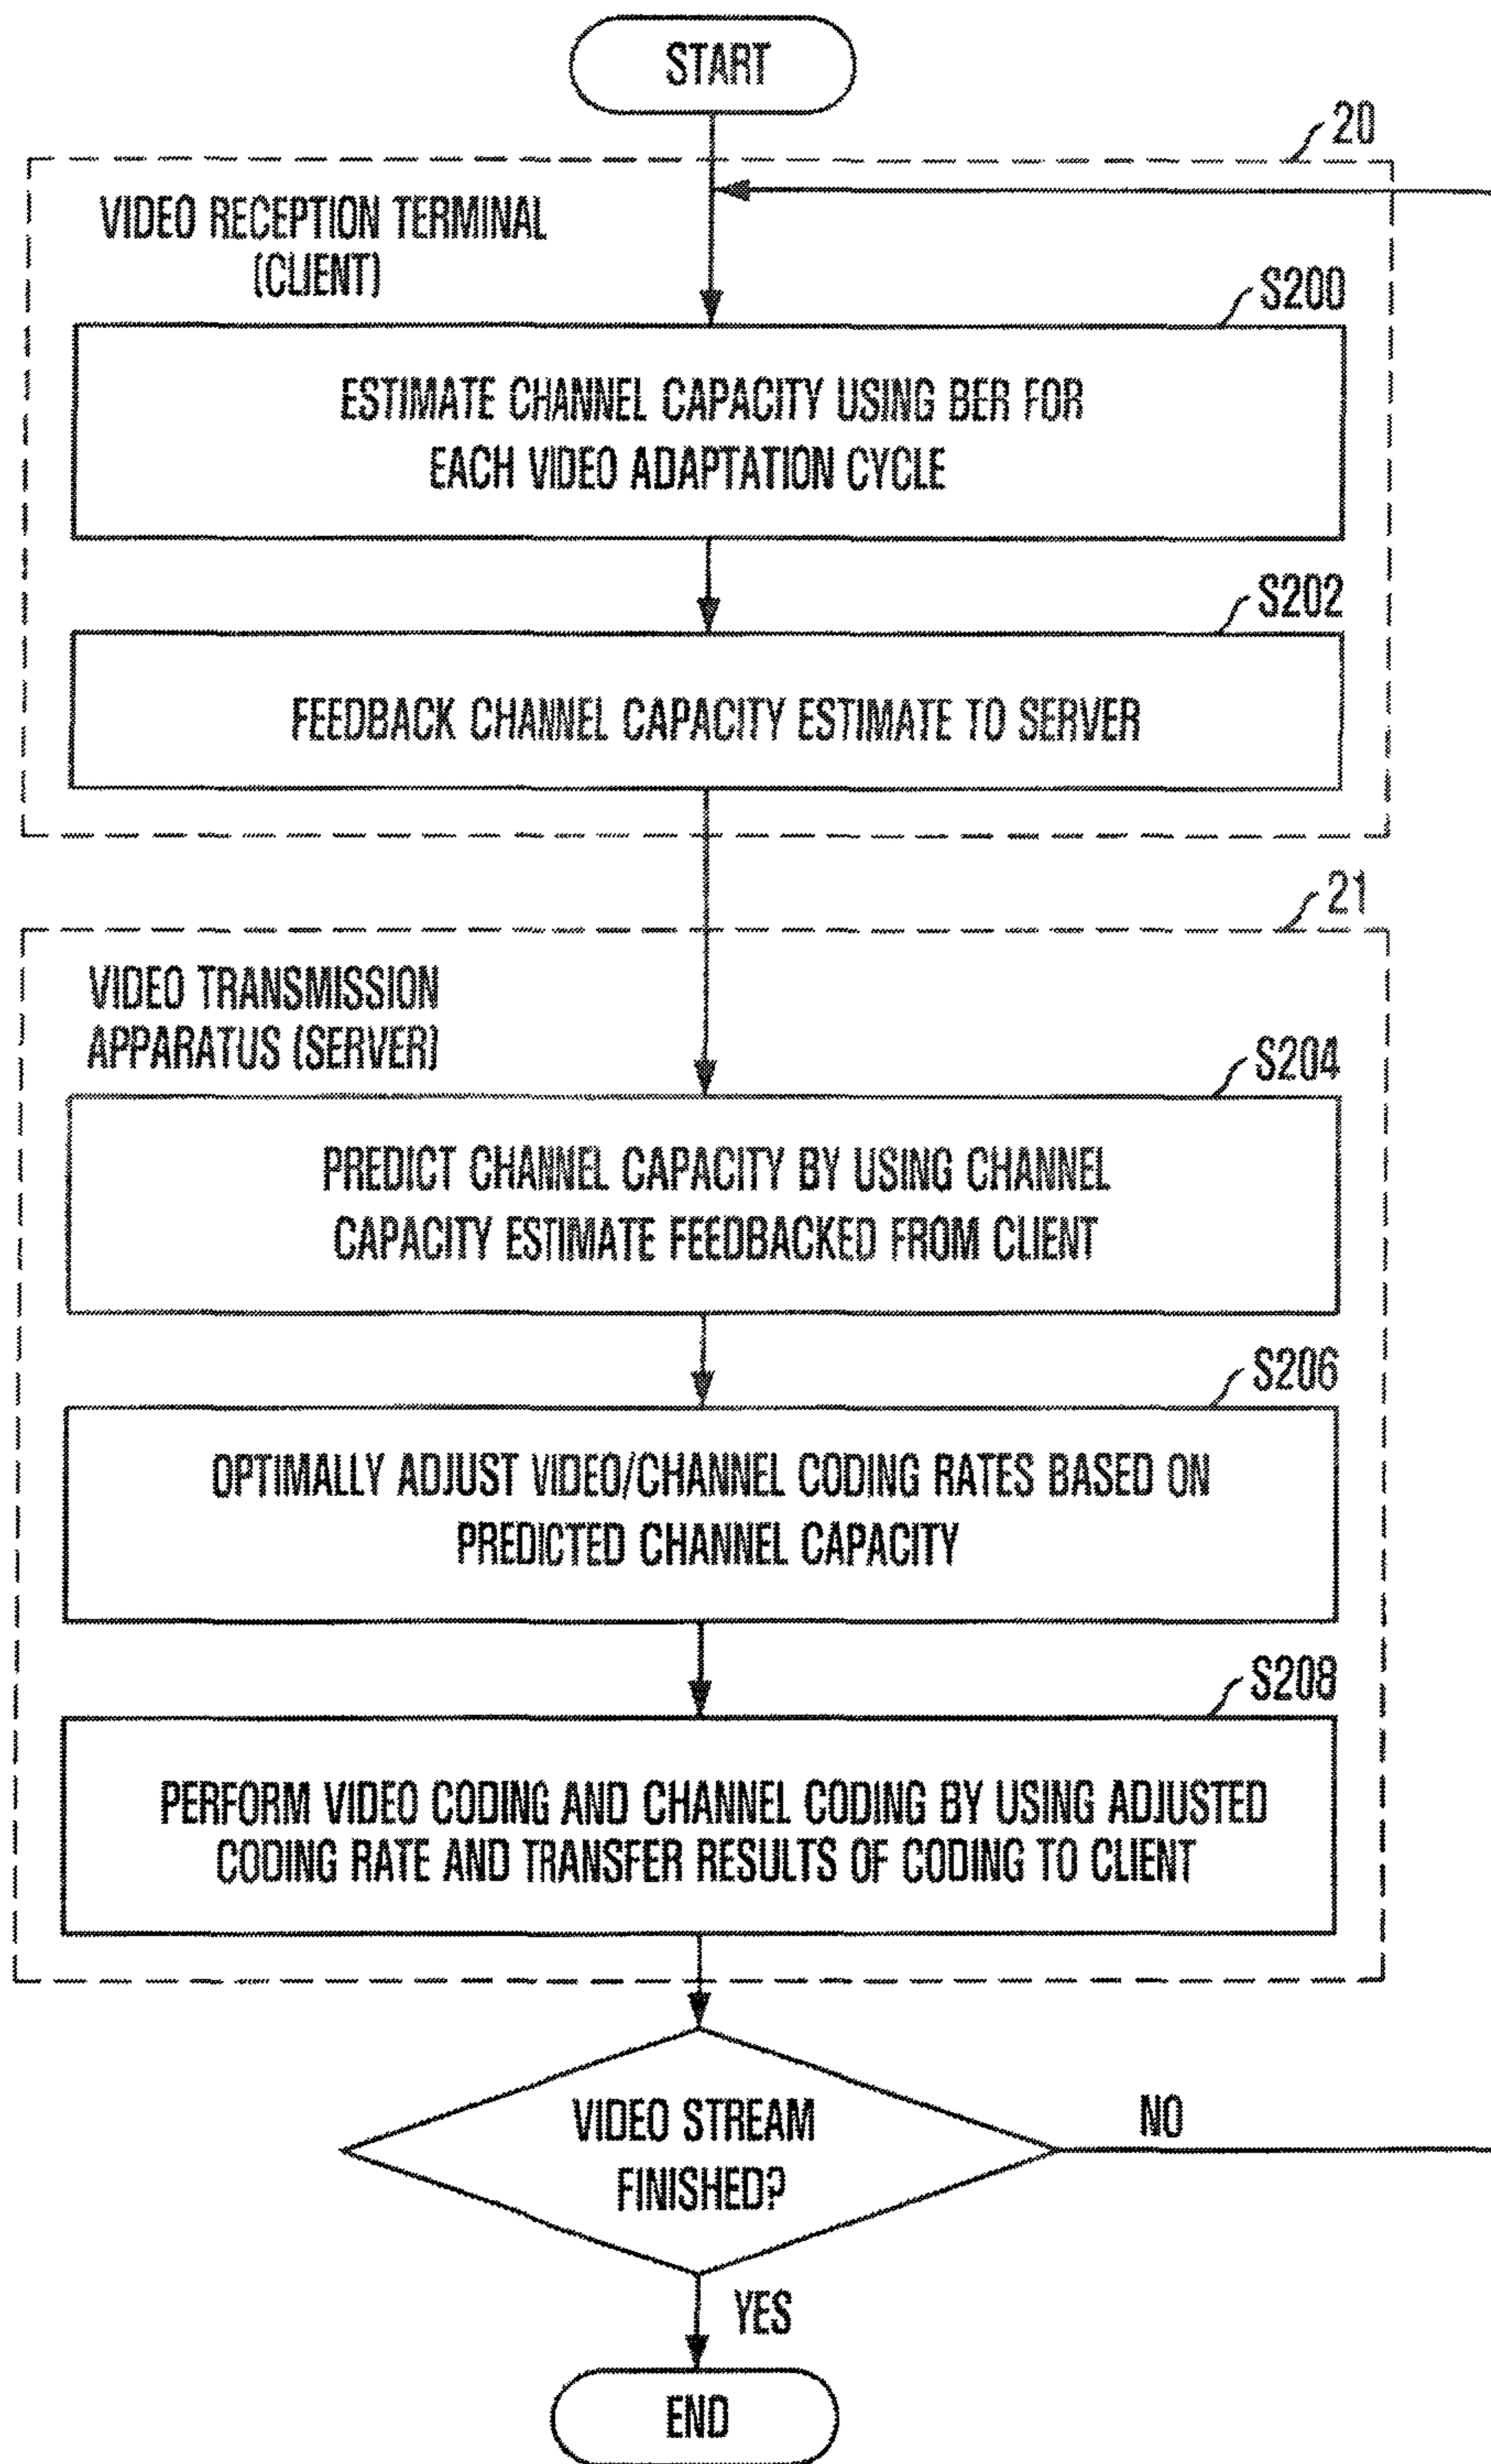 START
20
VIDEO RECEPTION TERMINAL
(CLIENT)
S200
ESTIMATE CHANNEL CAPACITY USING BER FOR
EACH VIDEO ADAPTATION CYCLE
S202
FEEDBACK CHANNEL CAPACITY ESTIMATE TO SERVER
21
VIDEO TRANSMISSION
APPARATUS (SERVER)
S204
PREDICT CHANNEL CAPACITY BY USING CHANNEL
CAPACITY ESTIMATE FEEDBACKED FROM CLIENT
S206
OPTIMALLY ADJUST VIDEO/CHANNEL CODING RATES BASED ON
PREDICTED CHANNEL CAPACITY
S208
PERFORM VIDEO CODING AND CHANNEL CODING BY USING ADJUSTED
CODING RATE AND TRANSFER RESULTS OF CODING TO CLIENT
VIDEO STREAM
FINISHED?
NO
YES
END